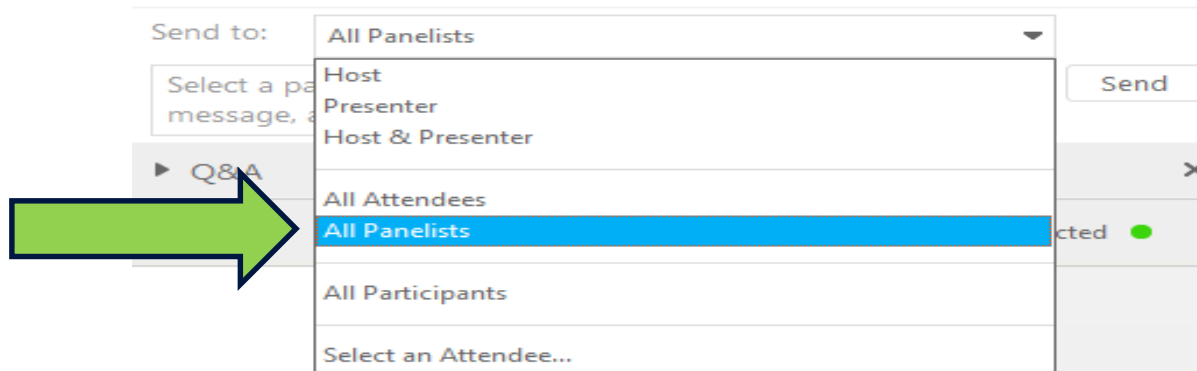 Send to:
All Panelists
Select a pa
message, a
Send
Host
Presenter
Host & Presenter
All Attendees
All Panelists
All Participants
Select an Attendee...
Q&A
cted